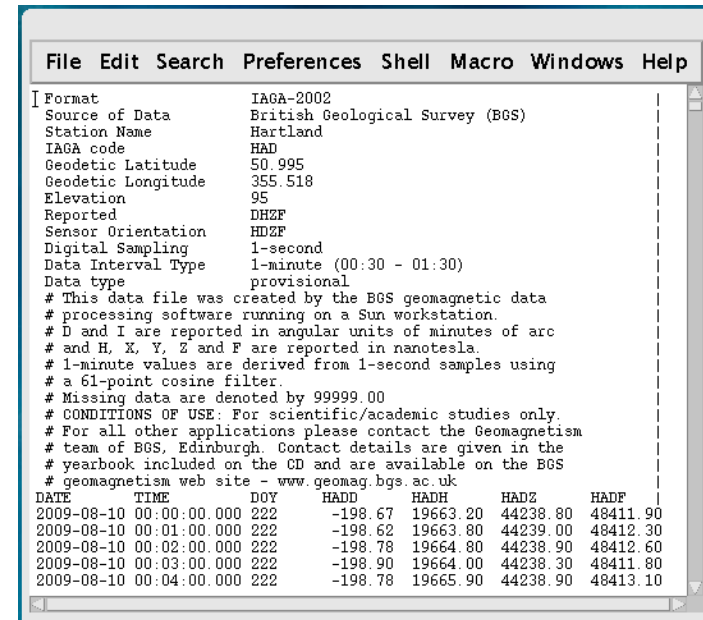 File Edit Search Preferences Shell Macro Windows Help
Format IAGA-2002 |
Source of Data British Geological Survey (BGS) |
Station Name Hartland |
IAGA code HAD |
Geodetic Latitude 50.995 |
Geodetic Longitude 355.518 |
Elevation 95 |
Reported DHZF |
Sensor Orientation HDZF |
Digital Sampling 1-second |
Data Interval Type 1-minute (00:30 - 01:30) |
Data type provisional |
# This data file was created by the BGS geomagnetic data |
# processing software running on a Sun workstation. |
# D and I are reported in angular units of minutes of arc |
# and H, X, Y, Z and F are reported in nanotesla. |
# 1-minute values are derived from 1-second samples using |
# a 61-point cosine filter. |
# Missing data are denoted by 99999.00 |
# CONDITIONS OF USE: For scientific/academic studies only. |
# For all other applications please contact the Geomagnetism |
# team of BGS, Edinburgh. Contact details are given in the |
# yearbook included on the CD and are available on the BGS |
# geomagnetism web site - www.geomag.bgs.ac.uk |
DATE TIME DOY HADD HADH HADZ HADF |
2009-08-10 00:00:00.000 222 -198.67 19663.20 44238.80 48411.90
2009-08-10 00:01:00.000 222 -198.62 19663.80 44239.00 48412.30
2009-08-10 00:02:00.000 222 -198.78 19664.80 44238.90 48412.60
2009-08-10 00:03:00.000 222 -198.90 19664.00 44238.30 48411.80
2009-08-10 00:04:00.000 222 -198.78 19665.90 44238.90 48413.10